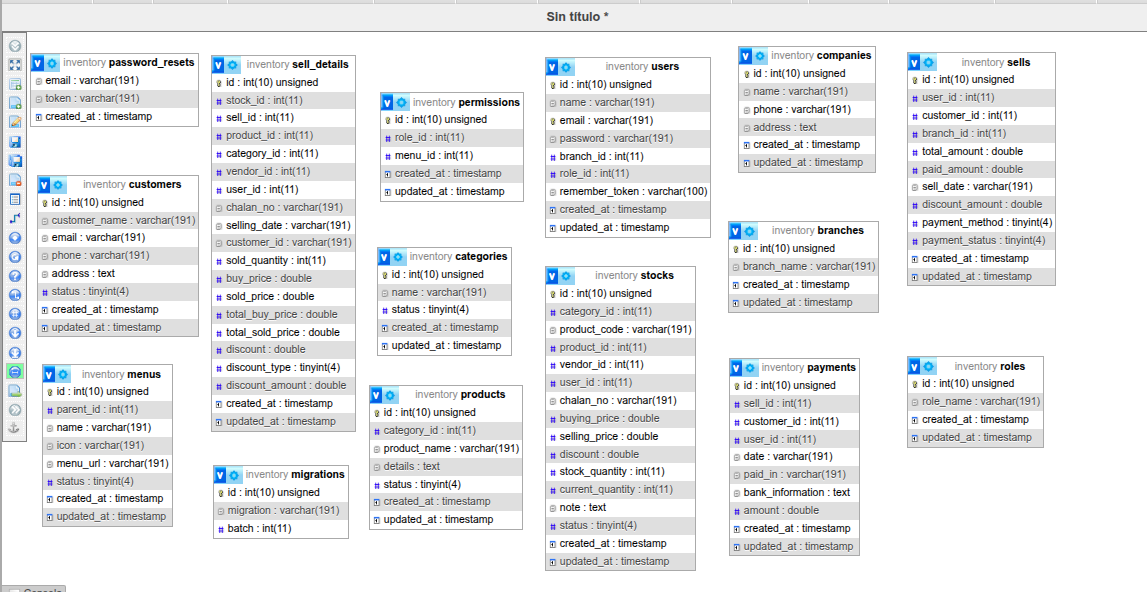 Sin título *
inventory password_resets
email : varchar(191)
token : varchar(191)
created_at : timestamp
inventory customers
id : int(10) unsigned
customer_name : varchar(191)
email : varchar(191)
phone : varchar(191)
address : text
status : tinyint(4)
created_at : timestamp
updated_at : timestamp
inventory menus
id : int(10) unsigned
parent_id : int(11)
name : varchar(191)
icon : varchar(191)
menu_url : varchar(191)
status : tinyint(4)
created_at : timestamp
updated_at : timestamp
inventory sell_details
id : int(10) unsigned
stock_id : int(11)
sell_id : int(11)
product_id : int(11)
category_id : int(11)
vendor_id : int(11)
user_id : int(11)
chalan_no : varchar(191)
selling_date : varchar(191)
customer_id : varchar(191)
sold_quantity : int(11)
buy_price : double
sold_price : double
total_buy_price : double
total_sold_price : double
discount : double
discount_type : tinyint(4)
discount_amount : double
created_at : timestamp
updated_at : timestamp
inventory migrations
id : int(10) unsigned
migration : varchar(191)
batch : int(11)
inventory permissions
id : int(10) unsigned
role_id : int(11)
menu_id : int(11)
created_at : timestamp
updated_at : timestamp
inventory categories
id : int(10) unsigned
name : varchar(191)
status : tinyint(4)
created_at : timestamp
updated_at : timestamp
inventory products
id : int(10) unsigned
category_id : int(11)
product_name : varchar(191)
details : text
status : tinyint(4)
created_at : timestamp
updated_at : timestamp
inventory users
id : int(10) unsigned
name : varchar(191)
email : varchar(191)
password : varchar(191)
branch_id : int(11)
role_id : int(11)
remember_token : varchar(100)
created_at : timestamp
updated_at : timestamp
inventory stocks
id : int(10) unsigned
category_id : int(11)
product_code : varchar(191)
product_id : int(11)
vendor_id : int(11)
user_id : int(11)
chalan_no : varchar(191)
buying_price : double
selling_price : double
discount : double
stock_quantity : int(11)
current_quantity : int(11)
note : text
status : tinyint(4)
created_at : timestamp
updated_at : timestamp
inventory companies
id : int(10) unsigned
name : varchar(191)
phone : varchar(191)
address : text
created_at : timestamp
updated_at : timestamp
inventory branches
id : int(10) unsigned
branch_name : varchar(191)
created_at : timestamp
updated_at : timestamp
inventory payments
id : int(10) unsigned
sell_id : int(11)
customer_id : int(11)
user_id : int(11)
date : varchar(191)
paid_in : varchar(191)
bank_information : text
amount : double
created_at : timestamp
updated_at : timestamp
inventory sells
id : int(10) unsigned
user_id : int(11)
customer_id : int(11)
branch_id : int(11)
total_amount : double
paid_amount : double
sell_date : varchar(191)
discount_amount : double
payment_method : tinyint(4)
payment_status : tinyint(4)
created_at : timestamp
updated_at : timestamp
inventory roles
id : int(10) unsigned
role_name : varchar(191)
created_at : timestamp
updated_at : timestamp